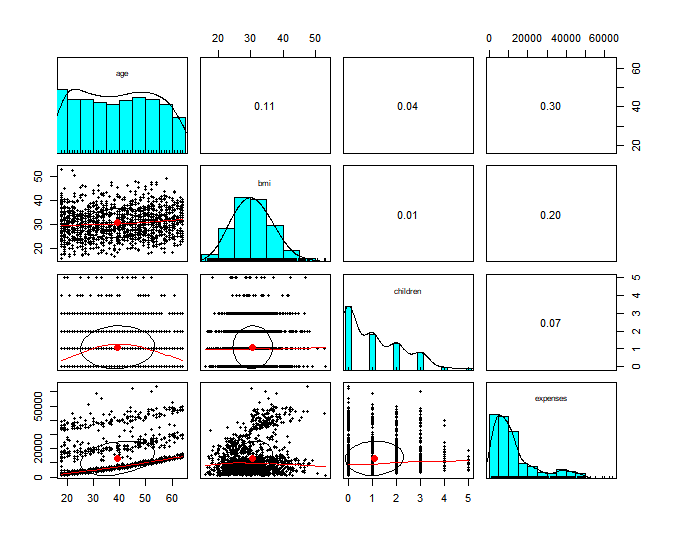 20 30 40 50
0 20000 40000 60000
age
0.11
0.04
0.30
20 40 60
bmi
0.01
0.20
20 30 40 50
children
0.07
0 1 2 3 4 5
expenses
0 20000 50000
20 30 40 50 60
0 1 2 3 4 5